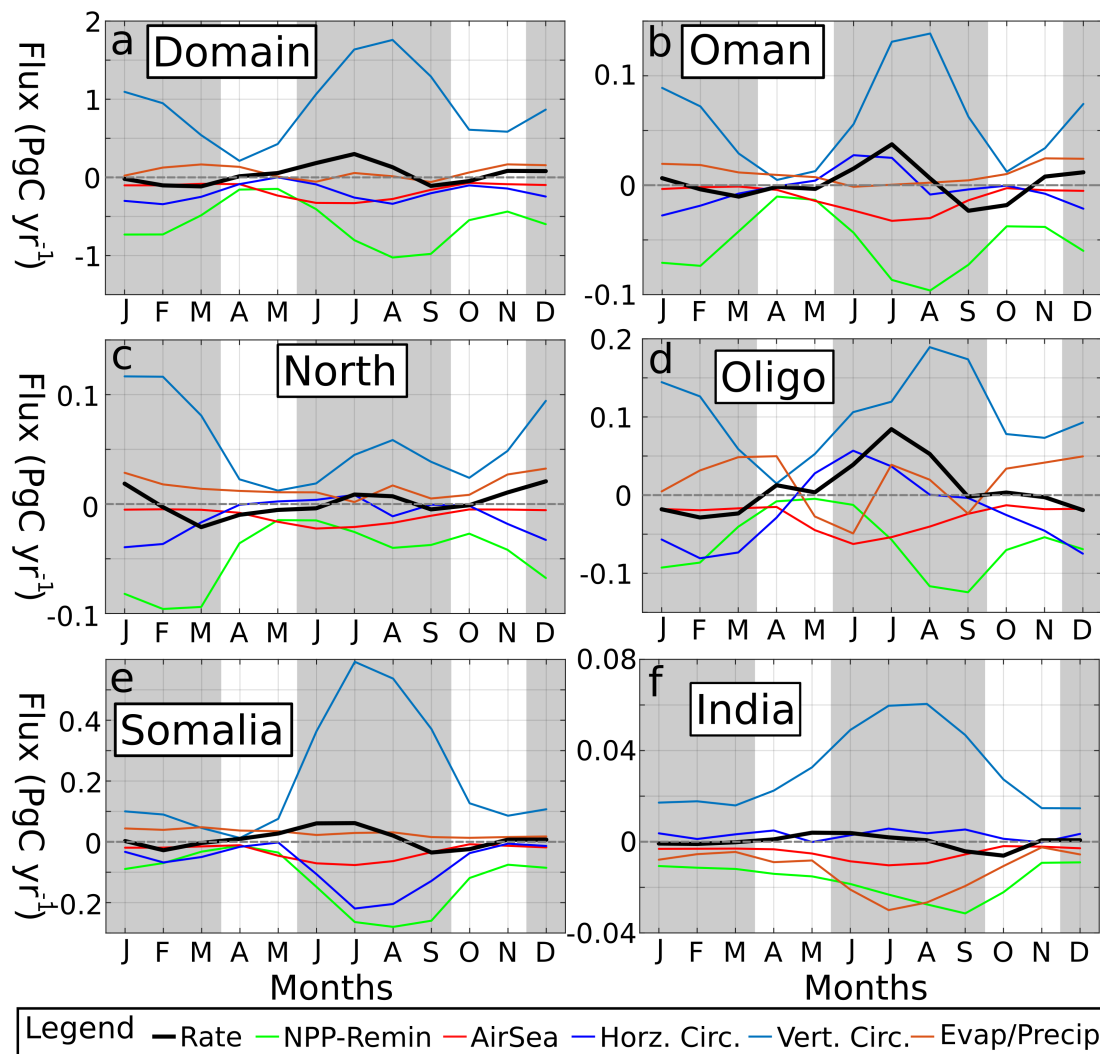 a Domain
Flux (PgC yr-1)
2
1
0
-1
J F M A M J J A S O N D
b Oman
0.1
0
-0.1
J F M A M J J A S O N D
c North
Flux (PgC yr-1)
0.1
0
-0.1
J F M A M J J A S O N D
d Oligo
0.2
0.1
0
-0.1
J F M A M J J A S O N D
e Somalia
Flux (PgC yr-1)
0.4
0.2
0
-0.2
J F M A M J J A S O N D
Months
f India
0.08
0.04
0
-0.04
J F M A M J J A S O N D
Months
Legend Rate NPP-Remin AirSea Horz. Circ. Vert. Circ. Evap/Precip